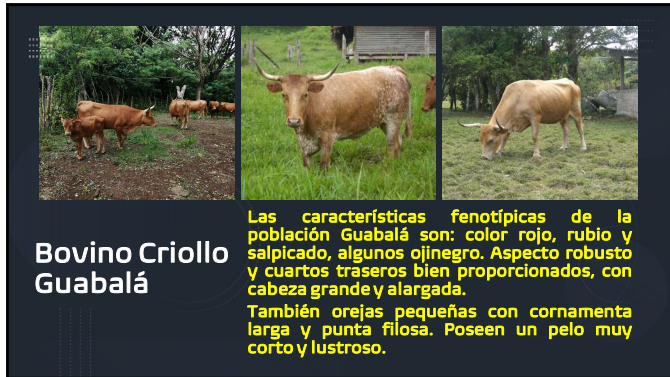 Bovino Criollo
Guabalá
Las características fenotípicas de la
población Guabalá son: color rojo, rubio y
salpicado, algunos ojinegro. Aspecto robusto
y cuartos traseros bien proporcionados, con
cabeza grande y alargada.
También orejas pequeñas con cornamenta
larga y punta filosa. Poseen un pelo muy
corto y lustroso.